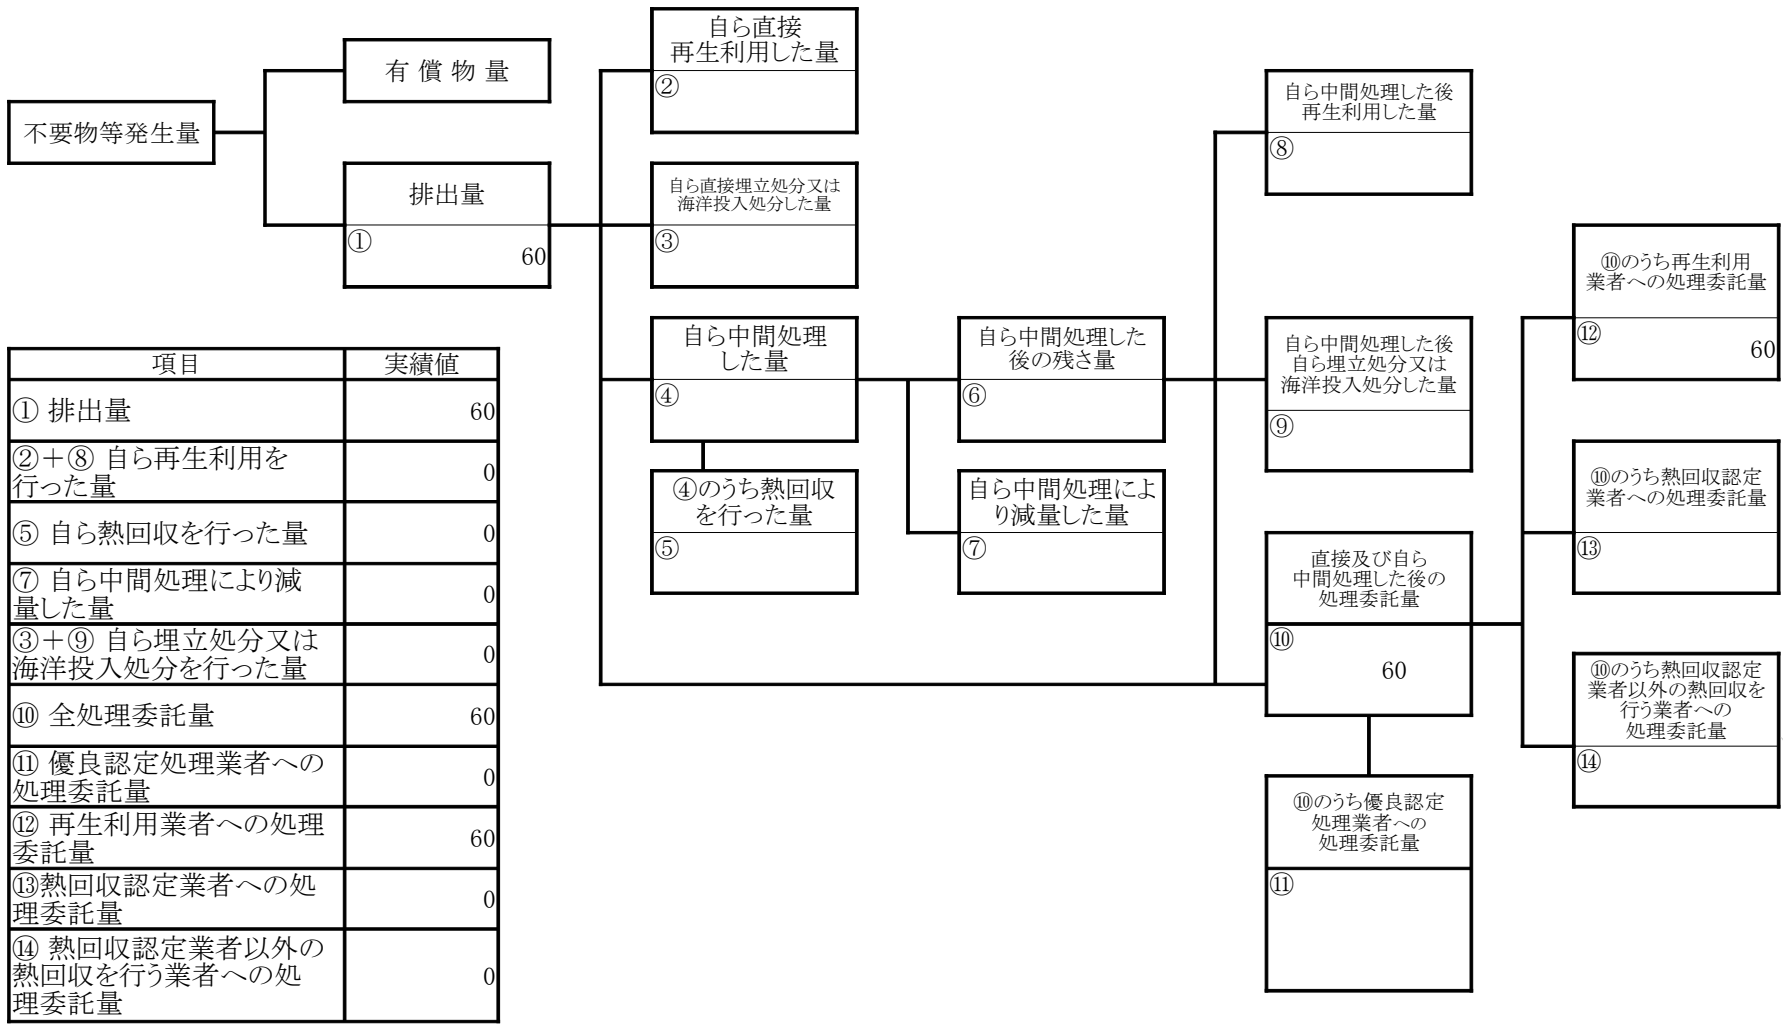 不要物等発生量
有 償 物 量
排出量
①
60
自ら直接
再生利用した量
②
自ら直接埋立処分又は
海洋投入処分した量
③
自ら中間処理
した量
④
④のうち熱回収
を行った量
⑤
自ら中間処理した
後の残さ量
⑥
自ら中間処理によ
り減量した量
⑦
自ら中間処理した後
再生利用した量
⑧
自ら中間処理した後
自ら埋立処分又は
海洋投入処分した量
⑨
直接及び自ら
中間処理した後の
処理委託量
⑩
60
⑩のうち優良認定
処理業者への
処理委託量
⑪
⑩のうち再生利用
業者への処理委託量
⑫
60
⑩のうち熱回収認定
業者への処理委託量
⑬
⑩のうち熱回収認定
業者以外の熱回収を
行う業者への
処理委託量
⑭
項目 実績値
① 排出量 60
②＋⑧ 自ら再生利用を
行った量 0
⑤ 自ら熱回収を行った量 0
⑦ 自ら中間処理により減
量した量 0
③＋⑨ 自ら埋立処分又は
海洋投入処分を行った量 0
⑩ 全処理委託量 60
⑪ 優良認定処理業者への
処理委託量 0
⑫ 再生利用業者への処理
委託量 60
⑬熱回収認定業者への処
理委託量 0
⑭ 熱回収認定業者以外の
熱回収を行う業者への処
理委託量 0